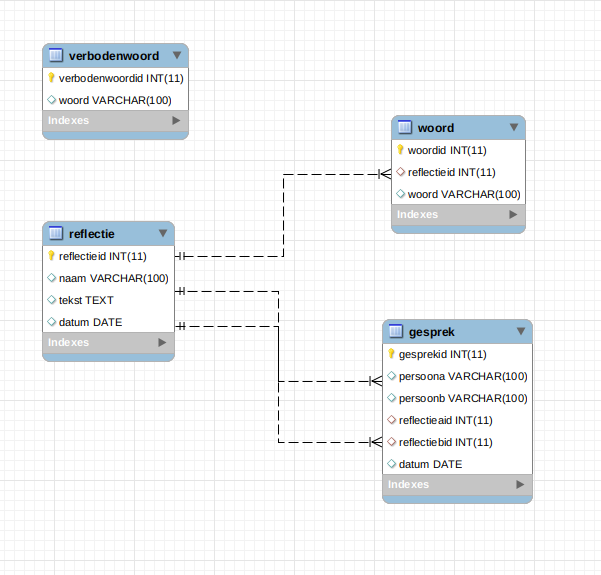 verbodenwoord
verbodenwoordid INT(11)
woord VARCHAR(100)
Indexes
woord
woordid INT(11)
reflectieid INT(11)
woord VARCHAR(100)
Indexes
reflectie
reflectieid INT(11)
naam VARCHAR(100)
tekst TEXT
datum DATE
Indexes
gesprek
gesprekid INT(11)
persoona VARCHAR(100)
persoonb VARCHAR(100)
reflectieaid INT(11)
reflectiebid INT(11)
datum DATE
Indexes